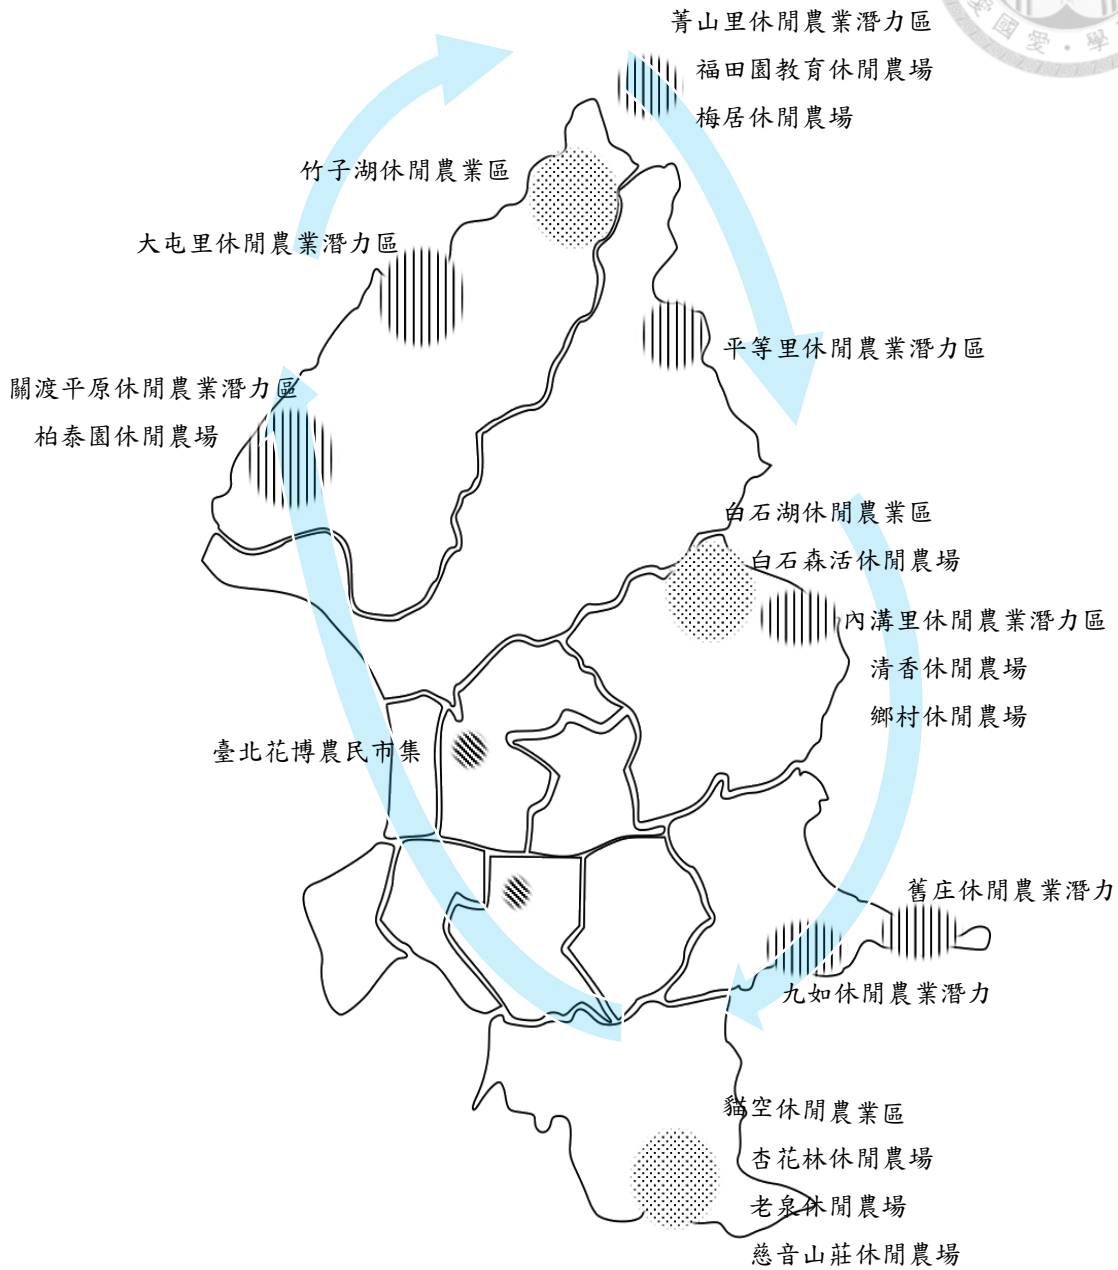 愛國愛·學
菁山里休閒農業潛力區
福田園教育休閒農場
梅居休閒農場
竹子湖休閒農業區
大屯里休閒農業潛力區
平等里休閒農業潛力區
關渡平原休閒農業潛力區
柏泰園休閒農場
白石湖休閒農業區
白石森活休閒農場
內溝里休閒農業潛力區
清香休閒農場
鄉村休閒農場
臺北花博農民市集
舊庄休閒農業潛力
九如休閒農業潛力
貓空休閒農業區
杏花林休閒農場
老泉休閒農場
慈音山莊休閒農場